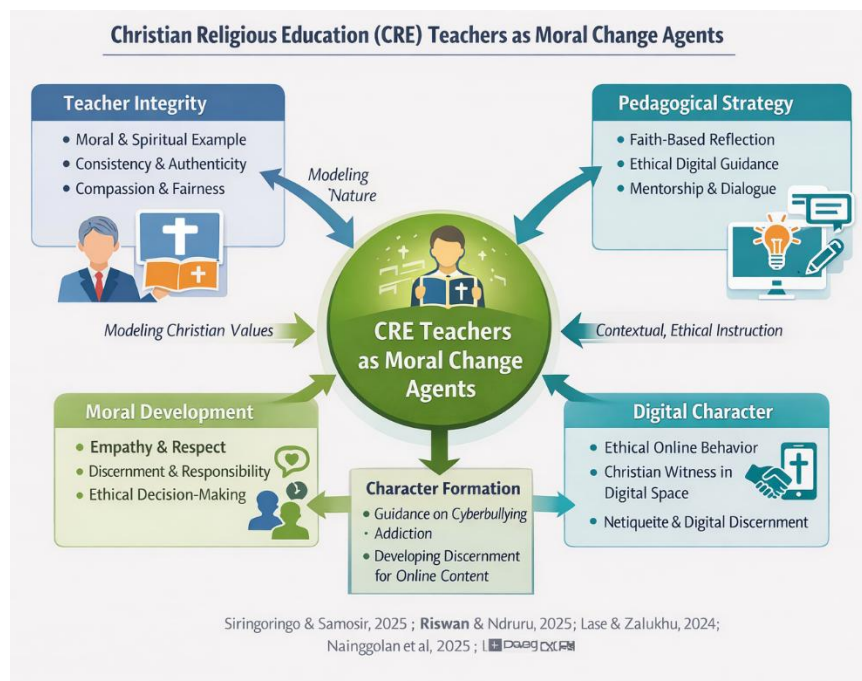 Christian Religious Education (CRE) Teachers as Moral Change Agents
Teacher Integrity
• Moral & Spiritual Example
• Consistency & Authenticity
• Compassion & Fairness
Pedagogical Strategy
• Faith-Based Reflection
• Ethical Digital Guidance
• Mentorship & Dialogue
Modeling
Nature
CRE Teachers
as Moral Change
Agents
Modeling Christian Values
Contextual, Ethical Instruction
Moral Development
• Empathy & Respect
• Discernment & Responsibility
• Ethical Decision-Making
Character Formation
• Guidance on Cyberbullying
• Addiction
• Developing Discernment
for Online Content
Digital Character
• Ethical Online Behavior
• Christian Witness in
Digital Space
• Netiqueite & Digital Discernment
Siringoringo & Samosir, 2025 ; Riswan & Ndruru, 2025; Lase & Zalukhu, 2024;
Nainggolan et al, 2025 ;